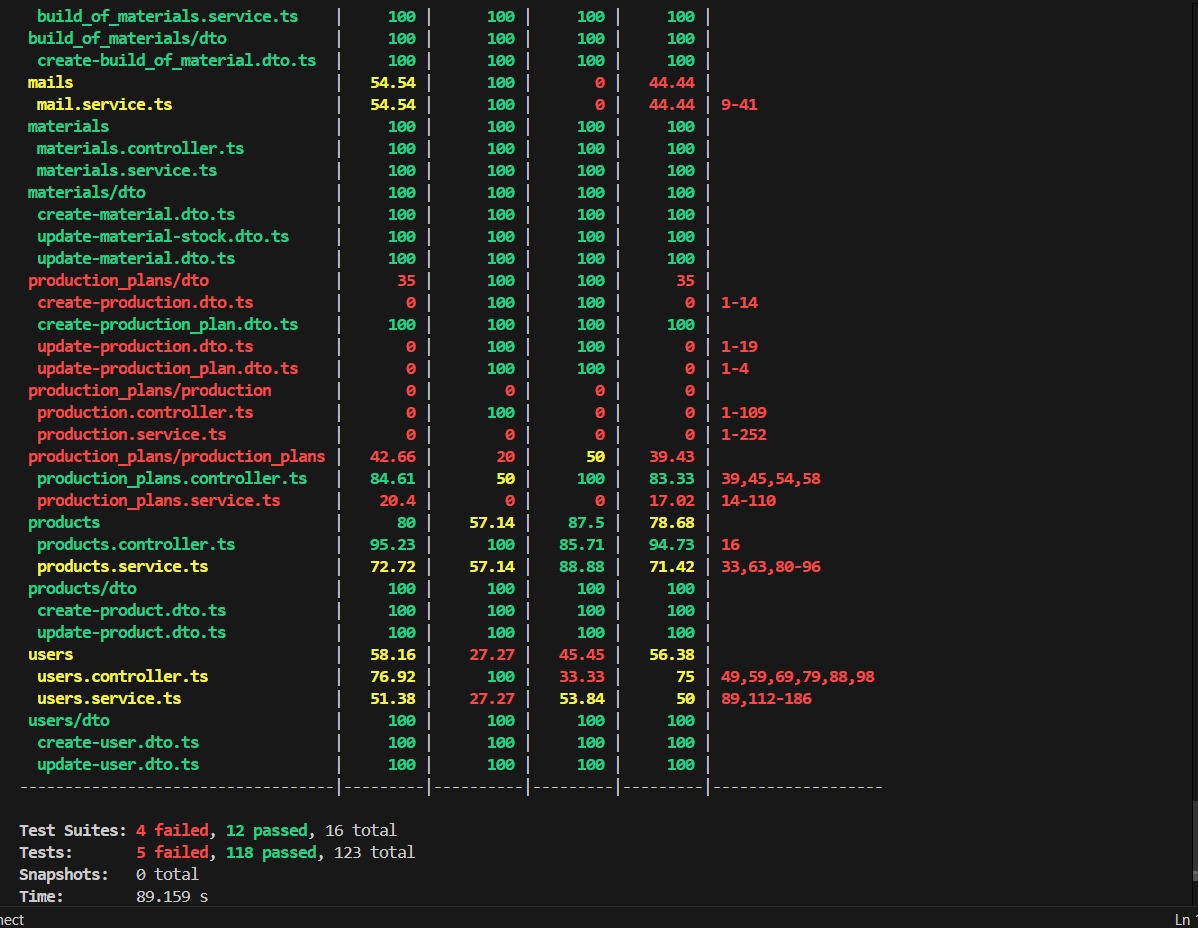 build_of_materials.service.ts | 100 | 100 | 100 | 100 |
build_of_materials/dto | 100 | 100 | 100 | 100 |
create-build_of_material.dto.ts | 100 | 100 | 100 | 100 |
mails | 54.54 | 100 | 0 | 44.44 |
mail.service.ts | 54.54 | 100 | 0 | 44.44 | 9-41
materials | 100 | 100 | 100 | 100 |
materials.controller.ts | 100 | 100 | 100 | 100 |
materials.service.ts | 100 | 100 | 100 | 100 |
materials/dto | 100 | 100 | 100 | 100 |
create-material.dto.ts | 100 | 100 | 100 | 100 |
update-material-stock.dto.ts | 100 | 100 | 100 | 100 |
update-material.dto.ts | 100 | 100 | 100 | 100 |
production_plans/dto | 35 | 100 | 100 | 35 |
create-production.dto.ts | 0 | 100 | 100 | 0 | 1-14
create-production_plan.dto.ts | 100 | 100 | 100 | 100 |
update-production.dto.ts | 0 | 100 | 100 | 0 | 1-19
update-production_plan.dto.ts | 0 | 100 | 100 | 0 | 1-4
production_plans/production | 0 | 0 | 0 | 0 |
production.controller.ts | 0 | 100 | 0 | 0 | 1-109
production.service.ts | 0 | 0 | 0 | 0 | 1-252
production_plans/production_plans | 42.66 | 20 | 50 | 39.43 |
production_plans.controller.ts | 84.61 | 50 | 100 | 83.33 | 39,45,54,58
production_plans.service.ts | 20.4 | 0 | 0 | 17.02 | 14-110
products | 80 | 57.14 | 87.5 | 78.68 |
products.controller.ts | 95.23 | 100 | 85.71 | 94.73 | 16
products.service.ts | 72.72 | 57.14 | 88.88 | 71.42 | 33,63,80-96
products/dto | 100 | 100 | 100 | 100 |
create-product.dto.ts | 100 | 100 | 100 | 100 |
update-product.dto.ts | 100 | 100 | 100 | 100 |
users | 58.16 | 27.27 | 45.45 | 56.38 |
users.controller.ts | 76.92 | 100 | 33.33 | 75 | 49,59,69,79,88,98
users.service.ts | 51.38 | 27.27 | 53.84 | 50 | 89,112-186
users/dto | 100 | 100 | 100 | 100 |
create-user.dto.ts | 100 | 100 | 100 | 100 |
update-user.dto.ts | 100 | 100 | 100 | 100 |
-----------------------------------|---------|----------|---------|---------|-------------------
Test Suites: 4 failed, 12 passed, 16 total
Tests: 5 failed, 118 passed, 123 total
Snapshots: 0 total
Time: 89.159 s
nect
Ln 1